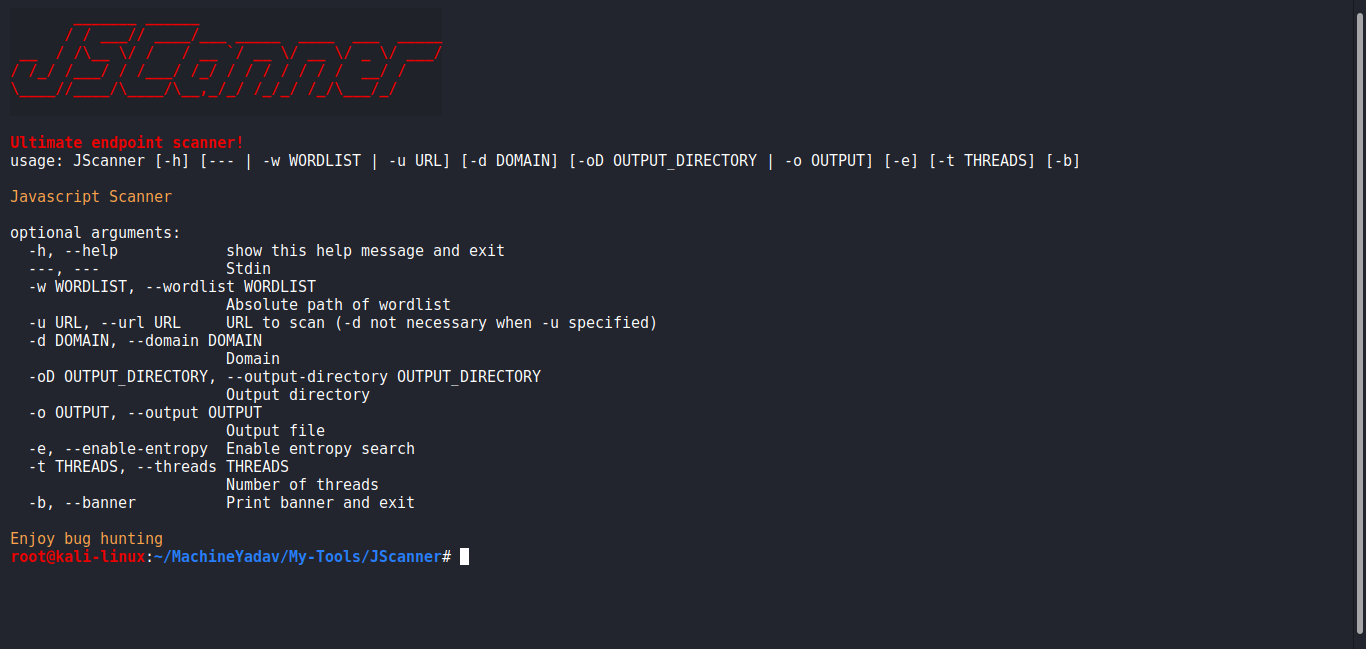 JSCanner
Ultimate endpoint scanner!
usage: JScanner [-h] [--- | -w WORDLIST | -u URL] [-d DOMAIN] [-oD OUTPUT_DIRECTORY | -o OUTPUT] [-e] [-t THREADS] [-b]
Javascript Scanner
optional arguments:
-h, --help show this help message and exit
---, --- Stdin
-w WORDLIST, --wordlist WORDLIST
Absolute path of wordlist
-u URL, --url URL URL to scan (-d not necessary when -u specified)
-d DOMAIN, --domain DOMAIN
Domain
-oD OUTPUT_DIRECTORY, --output-directory OUTPUT_DIRECTORY
Output directory
-o OUTPUT, --output OUTPUT
Output file
-e, --enable-entropy Enable entropy search
-t THREADS, --threads THREADS
Number of threads
-b, --banner Print banner and exit
Enjoy bug hunting
root@kali-linux:~/MachineYadav/My-Tools/JScanner#